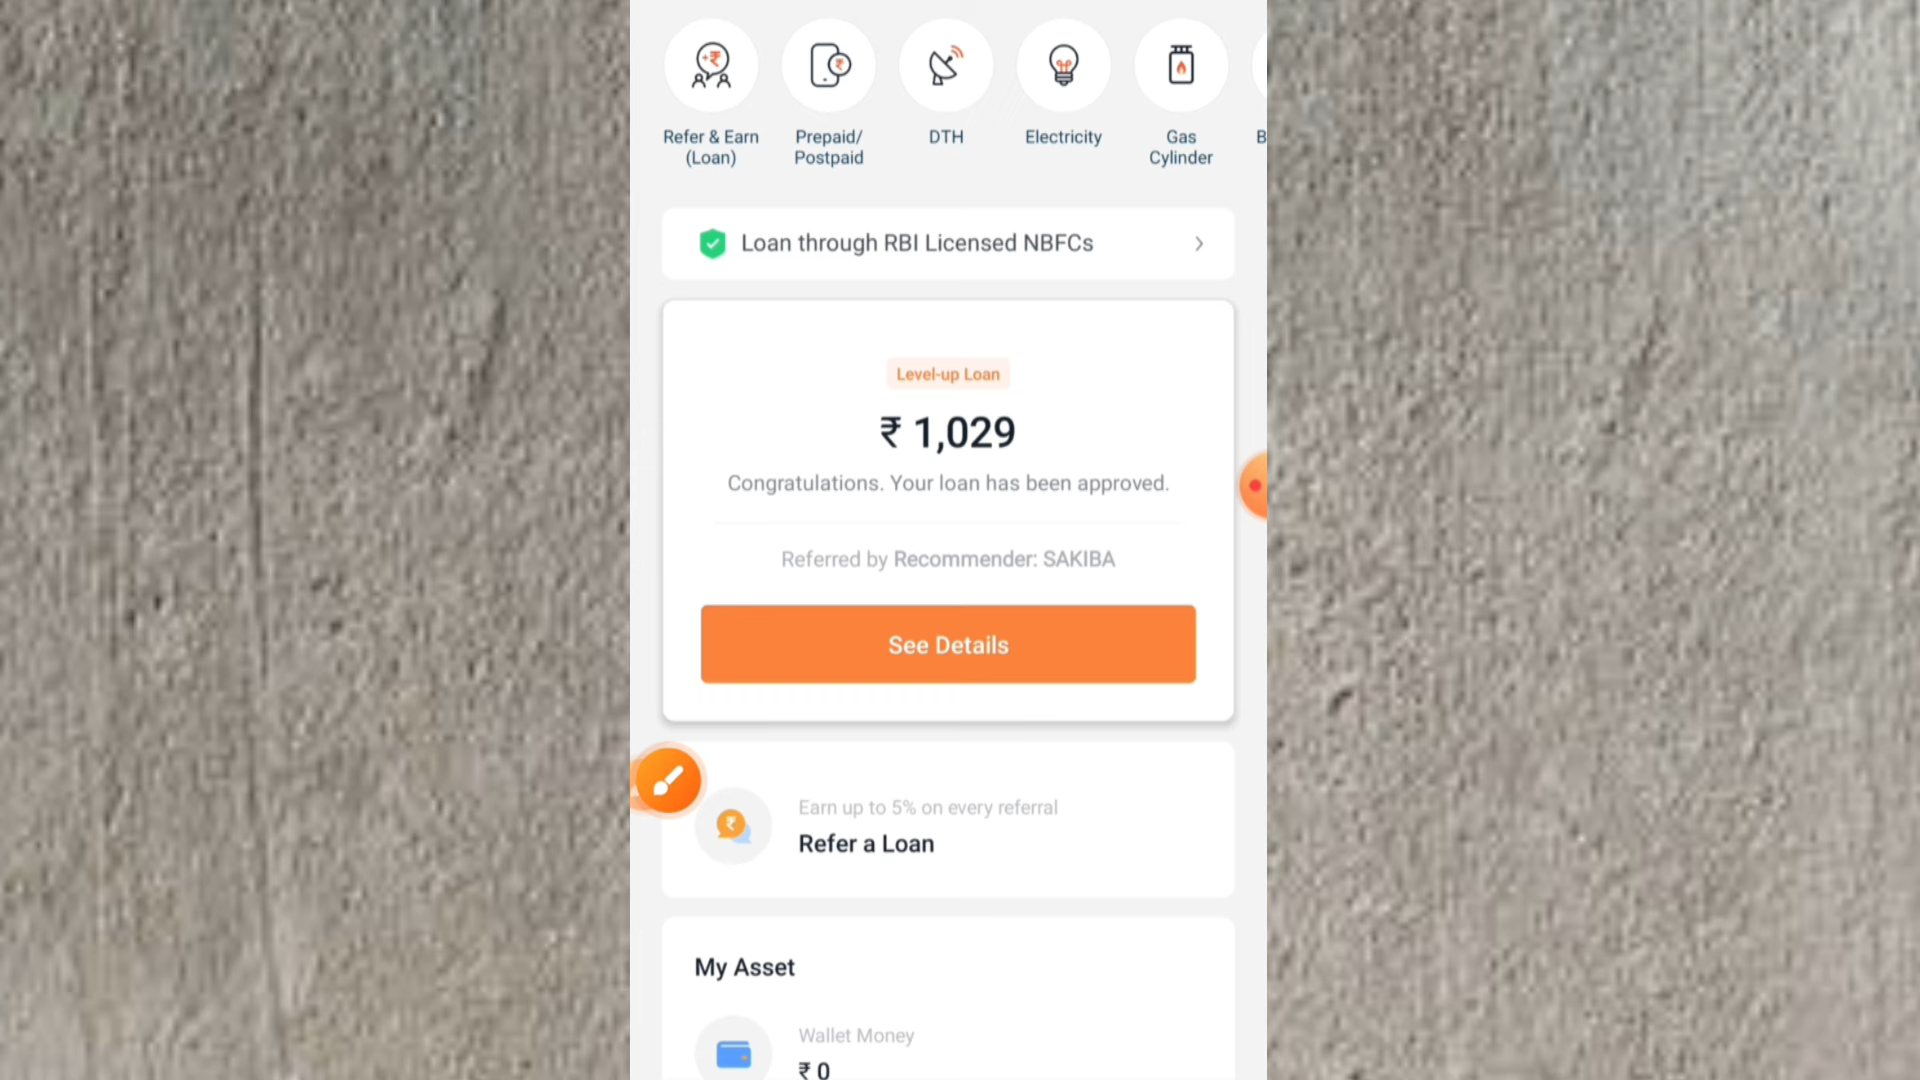 Refer & Earn
(Loan)
Prepaid/
Postpaid
DTH
Electricity
Gas
Cylinder
B
Loan through RBI Licensed NBFCs
Level-up Loan
₹ 1,029
Congratulations. Your loan has been approved.
Referred by Recommender: SAKIBA
See Details
Earn up to 5% on every referral
Refer a Loan
My Asset
Wallet Money
₹ 0